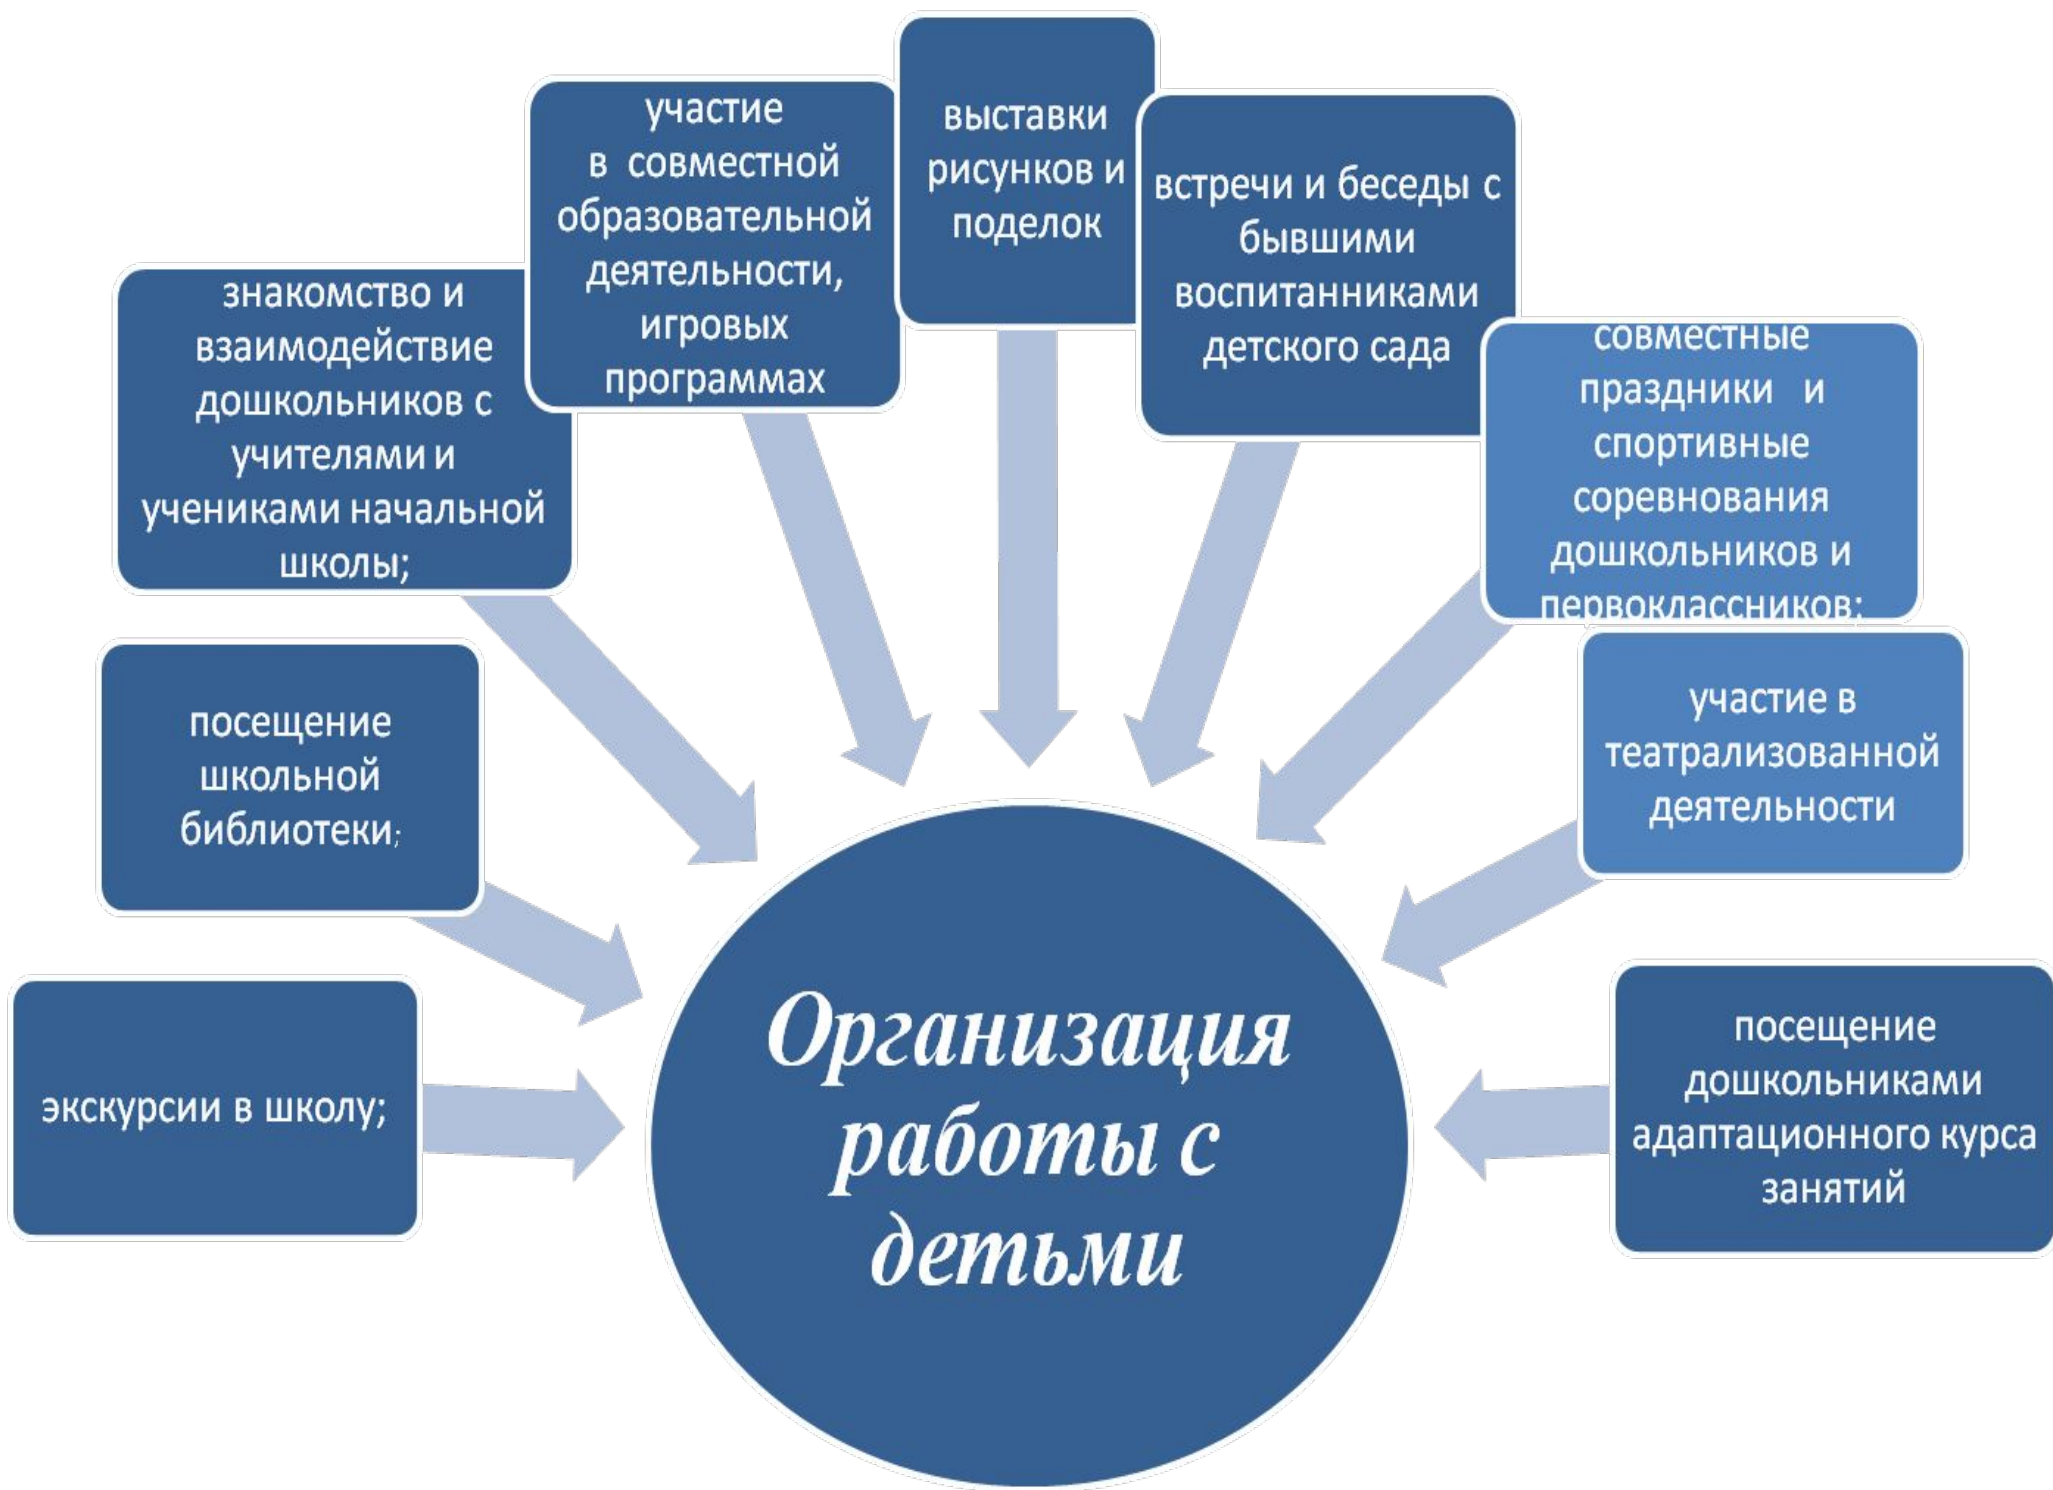 экскурсии в школу;
посещение
школьной
библиотеки;
знакомство и
взаимодействие
дошкольников с
учителями и
учениками начальной
школы;
участие
в совместной
образовательной
деятельности,
игровых
программах
выставки
рисунков и
поделок
встречи и беседы с
бывшими
воспитанниками
детского сада
совместные
праздники и
спортивные
соревнования
дошкольников и
первоклассников;
участие в
театрализованной
деятельности
посещение
дошкольниками
адаптационного курса
занятий
Организация
работы с
детьми